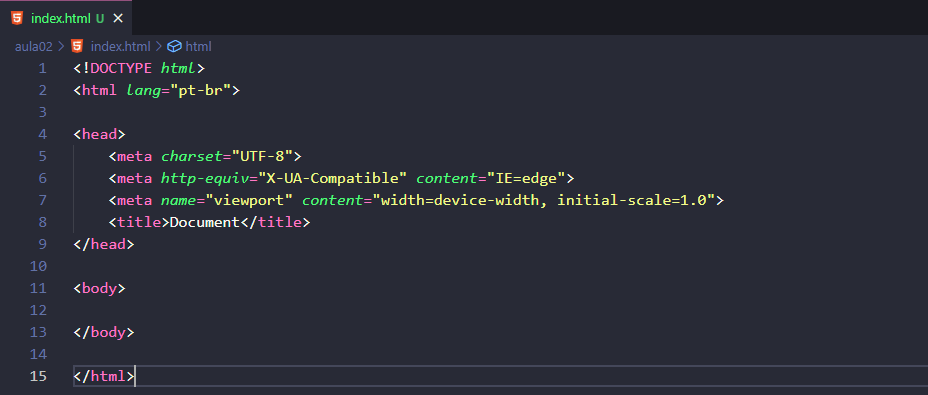 index.html U
aula02 > index.html > html
1 <!DOCTYPE html>
2 <html lang="pt-br">
3
4 <head>
5     <meta charset="UTF-8">
6     <meta http-equiv="X-UA-Compatible" content="IE=edge">
7     <meta name="viewport" content="width=device-width, initial-scale=1.0">
8     <title>Document</title>
9 </head>
10
11 <body>
12
13 </body>
14
15 </html>